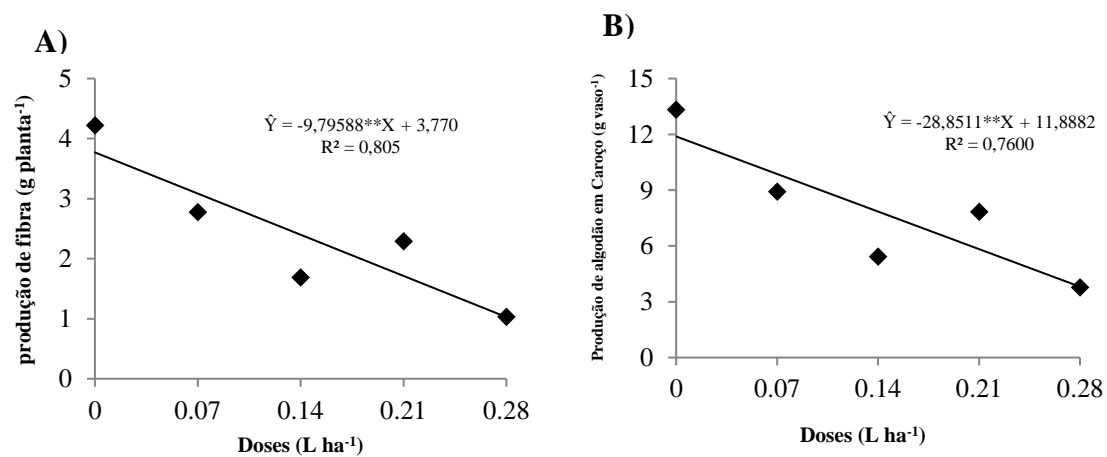 A)
produção de fibra (g planta⁻¹)
5
4
3
2
1
0
Ŷ = -9,79588**X + 3,770
R² = 0,805
0 0.07 0.14 0.21 0.28
Doses (L ha⁻¹)
B)
Produção de algodão em Caroço (g vaso⁻¹)
15
12
9
6
3
0
Ŷ = -28,8511**X + 11,8882
R² = 0,7600
0 0.07 0.14 0.21 0.28
Doses (L ha⁻¹)